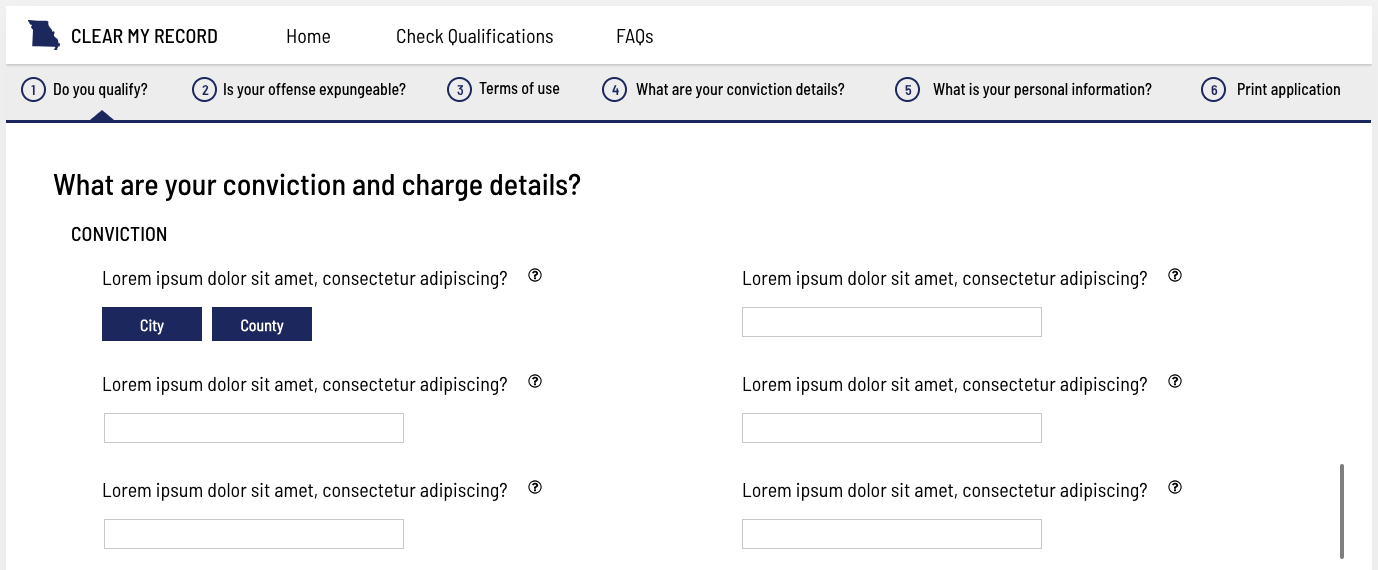 CLEAR MY RECORD Home Check Qualifications FAQs
1 Do you qualify? 2 Is your offense expungeable? 3 Terms of use 4 What are your conviction details? 5 What is your personal information? 6 Print application
What are your conviction and charge details?
CONVICTION
Lorem ipsum dolor sit amet, consectetur adipiscing? ? Lorem ipsum dolor sit amet, consectetur adipiscing? ?
City County
Lorem ipsum dolor sit amet, consectetur adipiscing? ? Lorem ipsum dolor sit amet, consectetur adipiscing? ?
Lorem ipsum dolor sit amet, consectetur adipiscing? ? Lorem ipsum dolor sit amet, consectetur adipiscing? ?